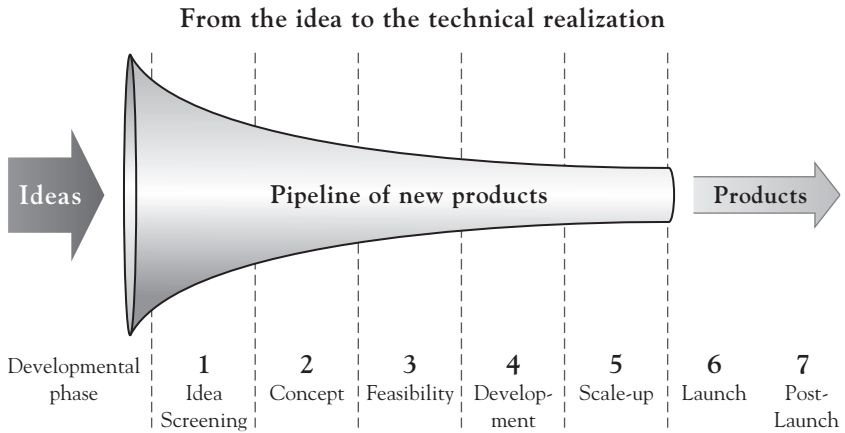 From the idea to the technical realization
Ideas
Pipeline of new products
Products
Developmental
phase
1
Idea
Screening
2
Concept
3
Feasibility
4
Develop-
ment
5
Scale-up
6
Launch
7
Post-
Launch